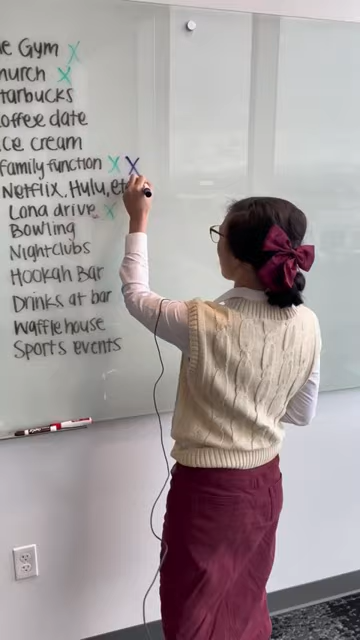 e Gym X
hurch X
tarbucks
offee date
ce cream
family function X X
Netflix, Hulu, et
Long drive X
Bowling
Nightclubs
Hookah Bar
Drinks at bar
Waffle house
Sports events